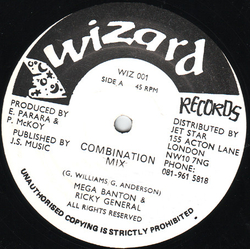 Wizard
RECORDS
WIZ 001
SIDE A 45 RPM
PRODUCED BY
E. PARARA &
P. McKOY
PUBLISHED BY
J.S. MUSIC
DISTRIBUTED BY
JET STAR
155 ACTON LANE
LONDON
NW10 7NG
PHONE:
081-961 5818
COMBINATION
MIX
(G. WILLIAMS G. ANDERSON)
MEGA BANTON &
RICKY GENERAL
ALL RIGHTS RESERVED
UNAUTHORISED COPYING IS STRICTLY PROHIBITED